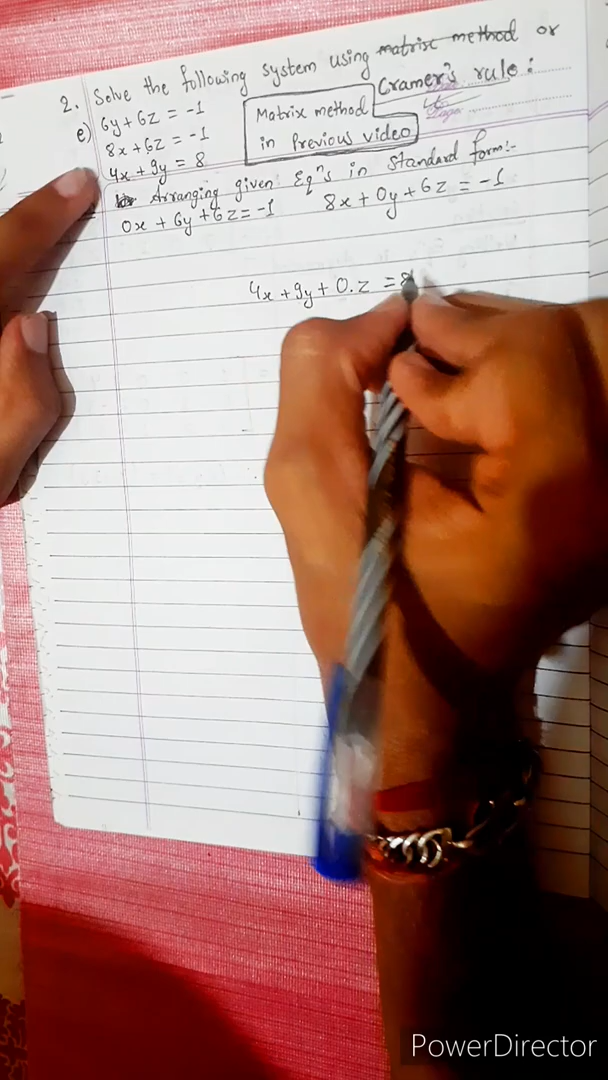 2. Solve the following system using matrix method or
Cramer's rule:
e) 6y + 6z = -1
8x + 6z = -1
4x + 9y = 8
Matrix method
in Previous video
Arranging given Eqⁿs in Standard form:-
0x + 6y + 6z = -1 8x + 0y + 6z = -1
4x + 9y + 0.z = 8
PowerDirector